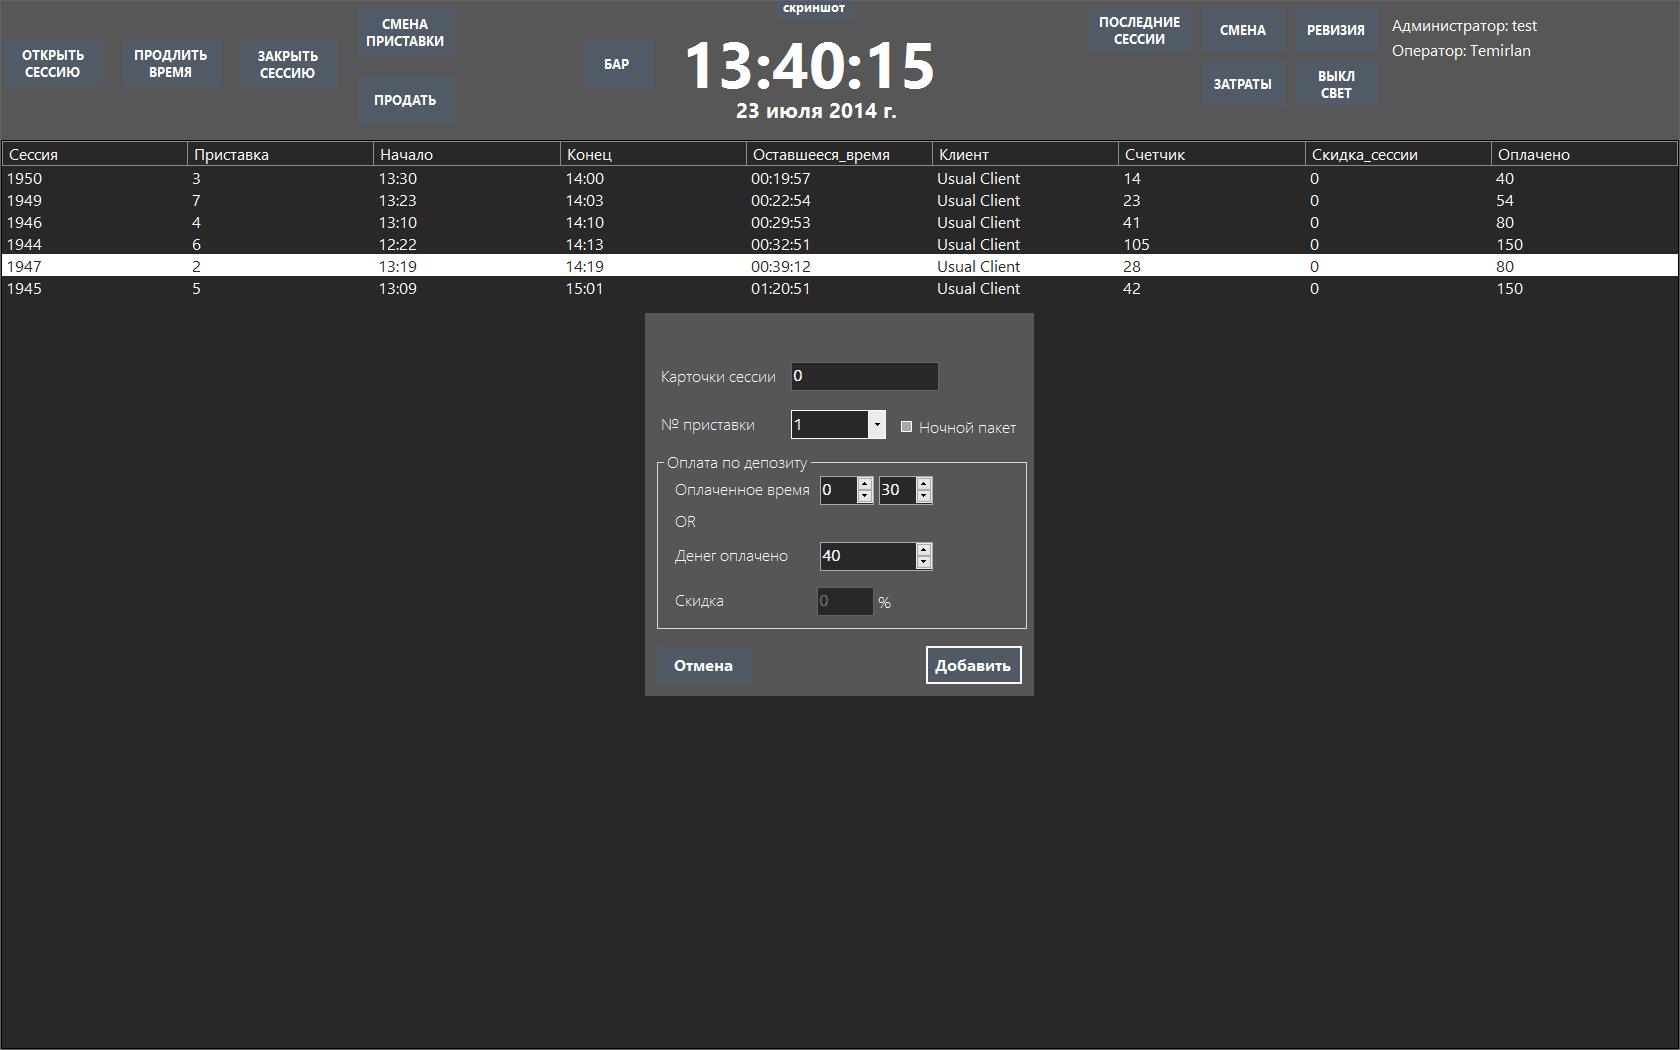 скриншот
ОТКРЫТЬ
СЕССИЮ
ПРОДЛИТЬ
ВРЕМЯ
ЗАКРЫТЬ
СЕССИЮ
СМЕНА
ПРИСТАВКИ
ПРОДАТЬ
БАР
13:40:15
23 июля 2014 г.
ПОСЛЕДНИЕ
СЕССИИ
СМЕНА
РЕВИЗИЯ
ЗАТРАТЫ
ВЫКЛ
СВЕТ
Администратор: test
Оператор: Temirlan
Сессия Приставка Начало Конец Оставшееся_время Клиент Счетчик Скидка_сессии Оплачено
1950 3 13:30 14:00 00:19:57 Usual Client 14 0 40
1949 7 13:23 14:03 00:22:54 Usual Client 23 0 54
1946 4 13:10 14:10 00:29:53 Usual Client 41 0 80
1944 6 12:22 14:13 00:32:51 Usual Client 105 0 150
1947 2 13:19 14:19 00:39:12 Usual Client 28 0 80
1945 5 13:09 15:01 01:20:51 Usual Client 42 0 150
Карточки сессии 0
№ приставки 1 Ночной пакет
Оплата по депозиту
Оплаченное время 0 30
OR
Денег оплачено 40
Скидка 0 %
Отмена Добавить